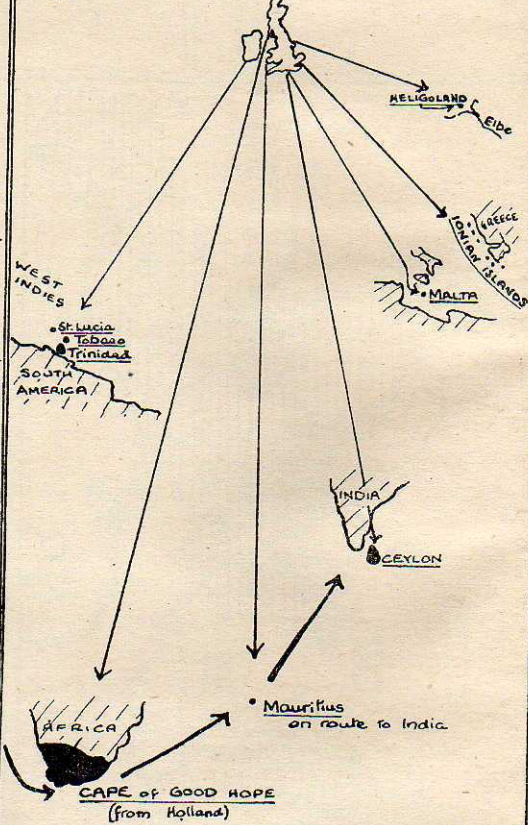 HELIGOLAND
Elbe
GREECE
IONIAN ISLANDS
MALTA
WEST
INDIES
St. Lucia
Tobago
Trinidad
SOUTH
AMERICA
INDIA
CEYLON
Mauritius
on route to India
AFRICA
CAPE of GOOD HOPE
(from Holland)